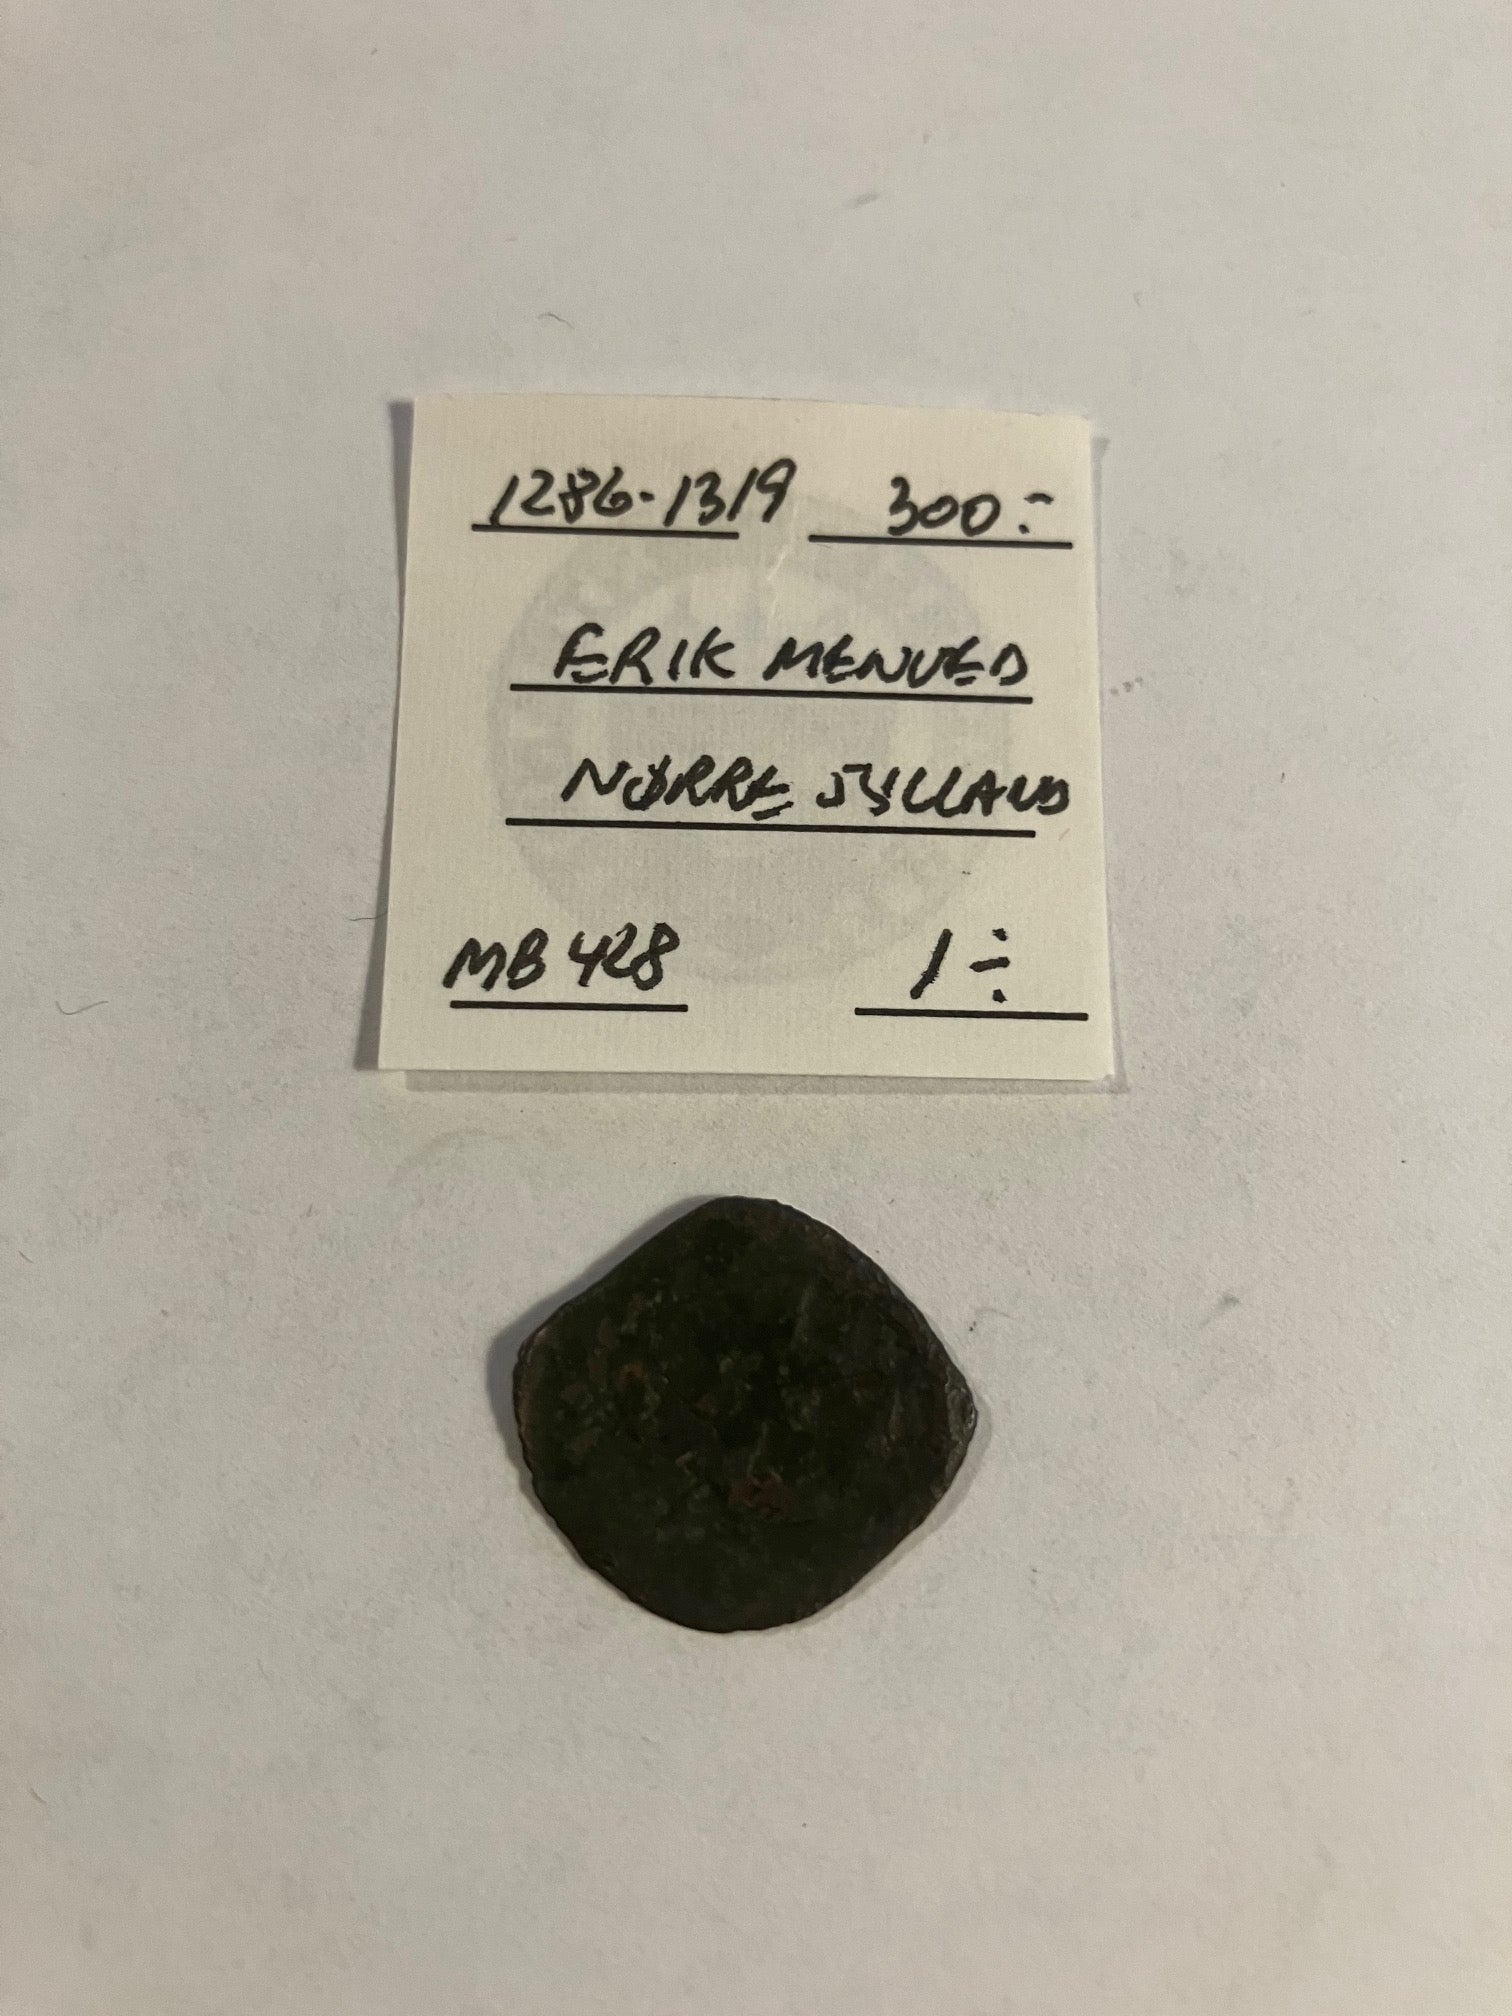 1286-1319 300:-
ERIK MENVED
NØRRE JYLLAND
MB 428 1÷